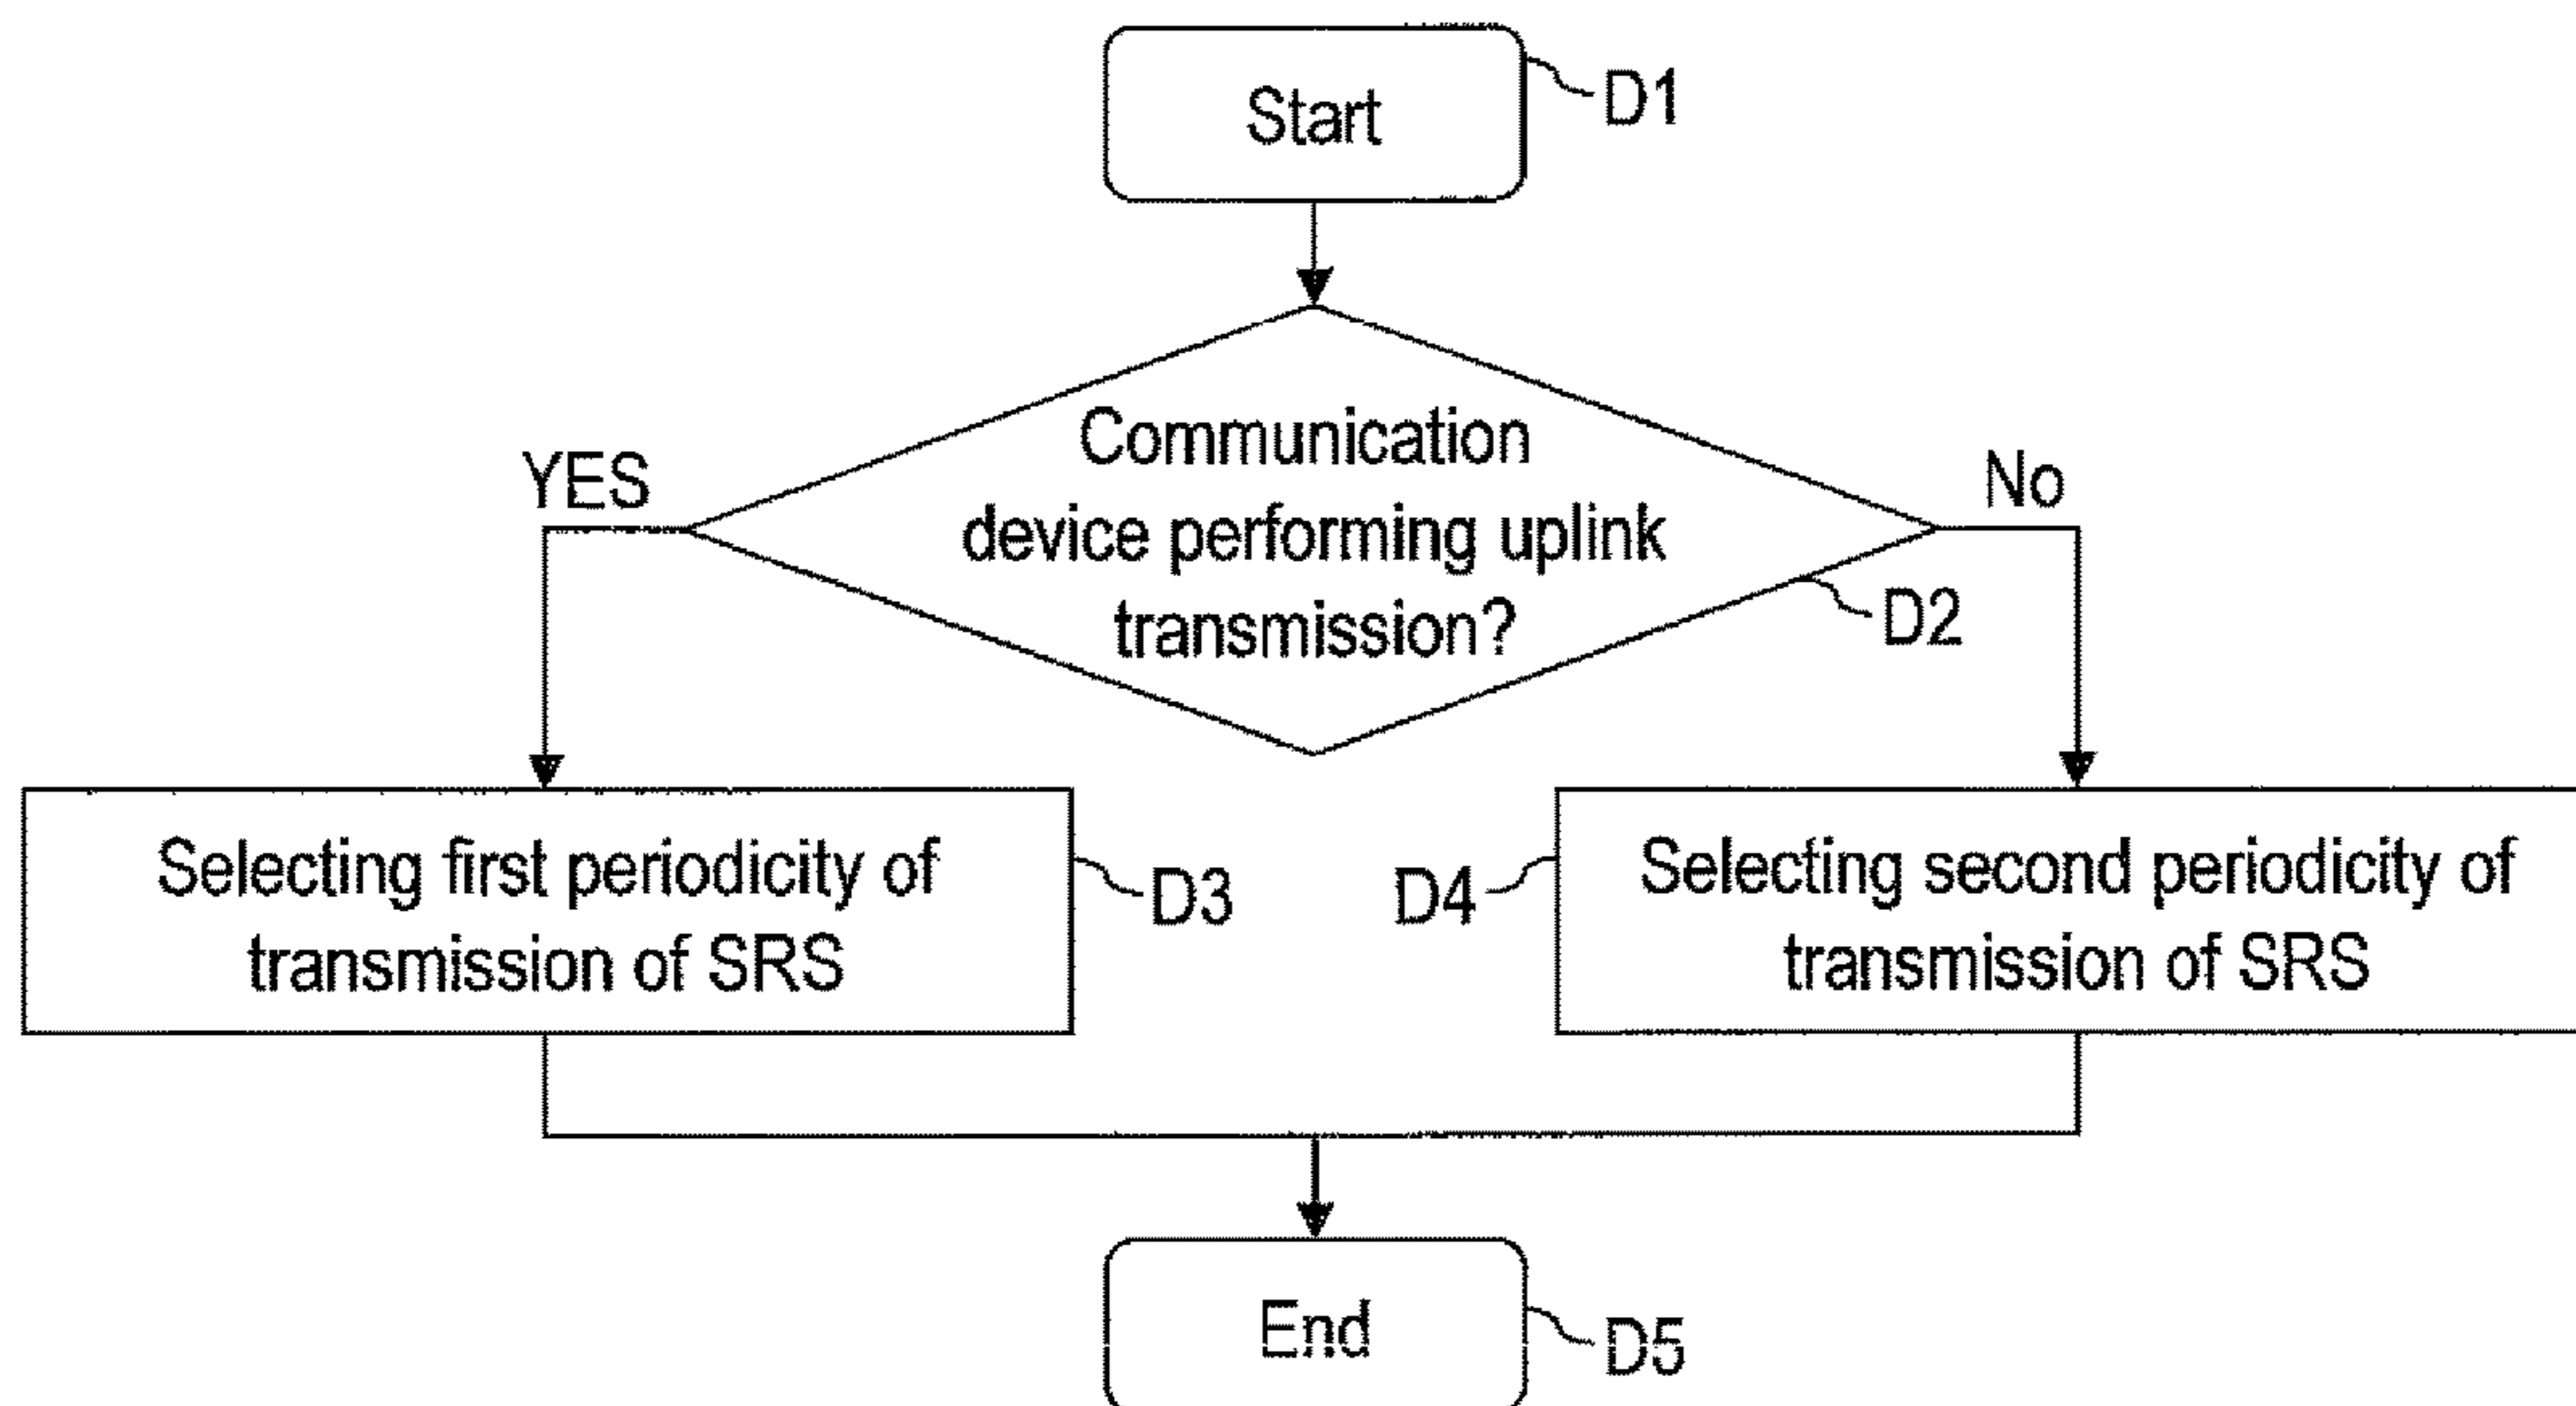 Start
D1
Communication
device performing uplink
transmission?
YES
No
D2
Selecting first periodicity of
transmission of SRS
D3
D4
Selecting second periodicity of
transmission of SRS
End
D5